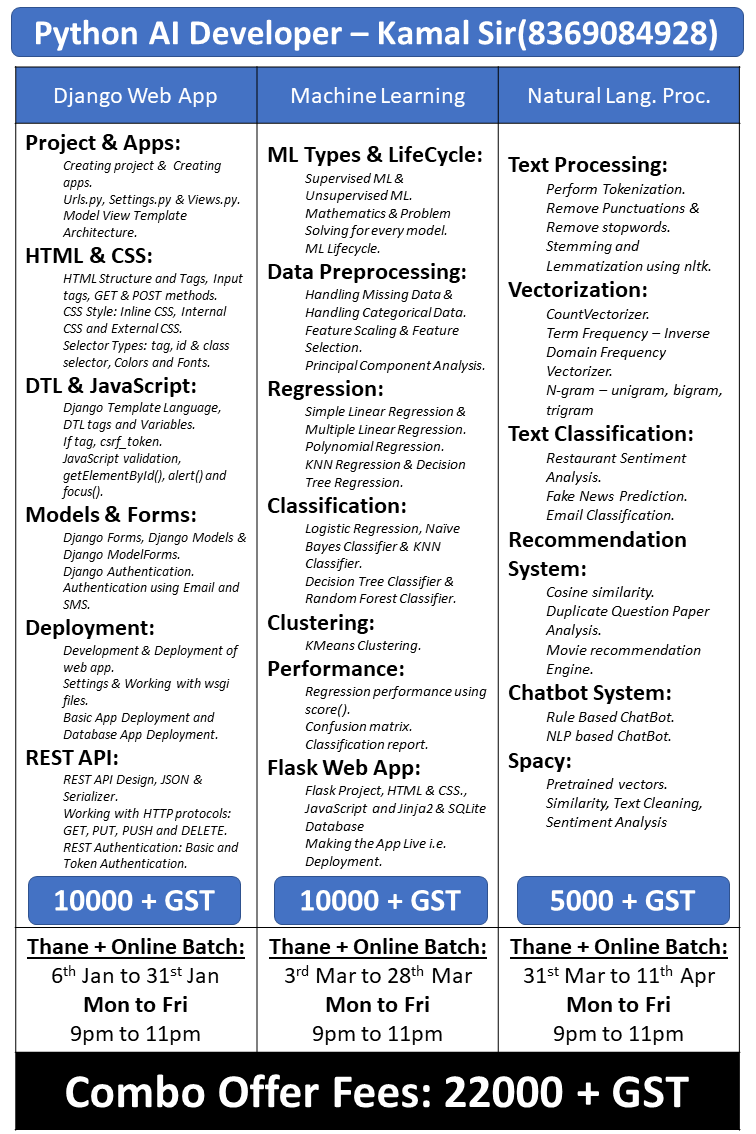 Python AI Developer – Kamal Sir(8369084928)
Django Web App
Project & Apps:
Creating project & Creating
apps.
Urls.py, Settings.py & Views.py.
Model View Template
Architecture.
HTML & CSS:
HTML Structure and Tags, Input
tags, GET & POST methods.
CSS Style: Inline CSS, Internal
CSS and External CSS.
Selector Types: tag, id & class
selector, Colors and Fonts.
DTL & JavaScript:
Django Template Language,
DTL tags and Variables.
If tag, csrf_token.
JavaScript validation,
getElementById(), alert() and
focus().
Models & Forms:
Django Forms, Django Models &
Django ModelForms.
Django Authentication.
Authentication using Email and
SMS.
Deployment:
Development & Deployment of
web app.
Settings & Working with wsgi
files.
Basic App Deployment and
Database App Deployment.
REST API:
REST API Design, JSON &
Serializer.
Working with HTTP protocols:
GET, PUT, PUSH and DELETE.
REST Authentication: Basic and
Token Authentication.
10000 + GST
Thane + Online Batch:
6th Jan to 31st Jan
Mon to Fri
9pm to 11pm
Machine Learning
ML Types & LifeCycle:
Supervised ML &
Unsupervised ML.
Mathematics & Problem
Solving for every model.
ML Lifecycle.
Data Preprocessing:
Handling Missing Data &
Handling Categorical Data.
Feature Scaling & Feature
Selection.
Principal Component Analysis.
Regression:
Simple Linear Regression &
Multiple Linear Regression.
Polynomial Regression.
KNN Regression & Decision
Tree Regression.
Classification:
Logistic Regression, Naïve
Bayes Classifier & KNN
Classifier.
Decision Tree Classifier &
Random Forest Classifier.
Clustering:
KMeans Clustering.
Performance:
Regression performance using
score().
Confusion matrix.
Classification report.
Flask Web App:
Flask Project, HTML & CSS.,
JavaScript and Jinja2 & SQLite
Database
Making the App Live i.e.
Deployment.
10000 + GST
Thane + Online Batch:
3rd Mar to 28th Mar
Mon to Fri
9pm to 11pm
Natural Lang. Proc.
Text Processing:
Perform Tokenization.
Remove Punctuations &
Remove stopwords.
Stemming and
Lemmatization using nltk.
Vectorization:
CountVectorizer.
Term Frequency – Inverse
Domain Frequency
Vectorizer.
N-gram – unigram, bigram,
trigram
Text Classification:
Restaurant Sentiment
Analysis.
Fake News Prediction.
Email Classification.
Recommendation
System:
Cosine similarity.
Duplicate Question Paper
Analysis.
Movie recommendation
Engine.
Chatbot System:
Rule Based ChatBot.
NLP based ChatBot.
Spacy:
Pretrained vectors.
Similarity, Text Cleaning,
Sentiment Analysis
5000 + GST
Thane + Online Batch:
31st Mar to 11th Apr
Mon to Fri
9pm to 11pm
Combo Offer Fees: 22000 + GST